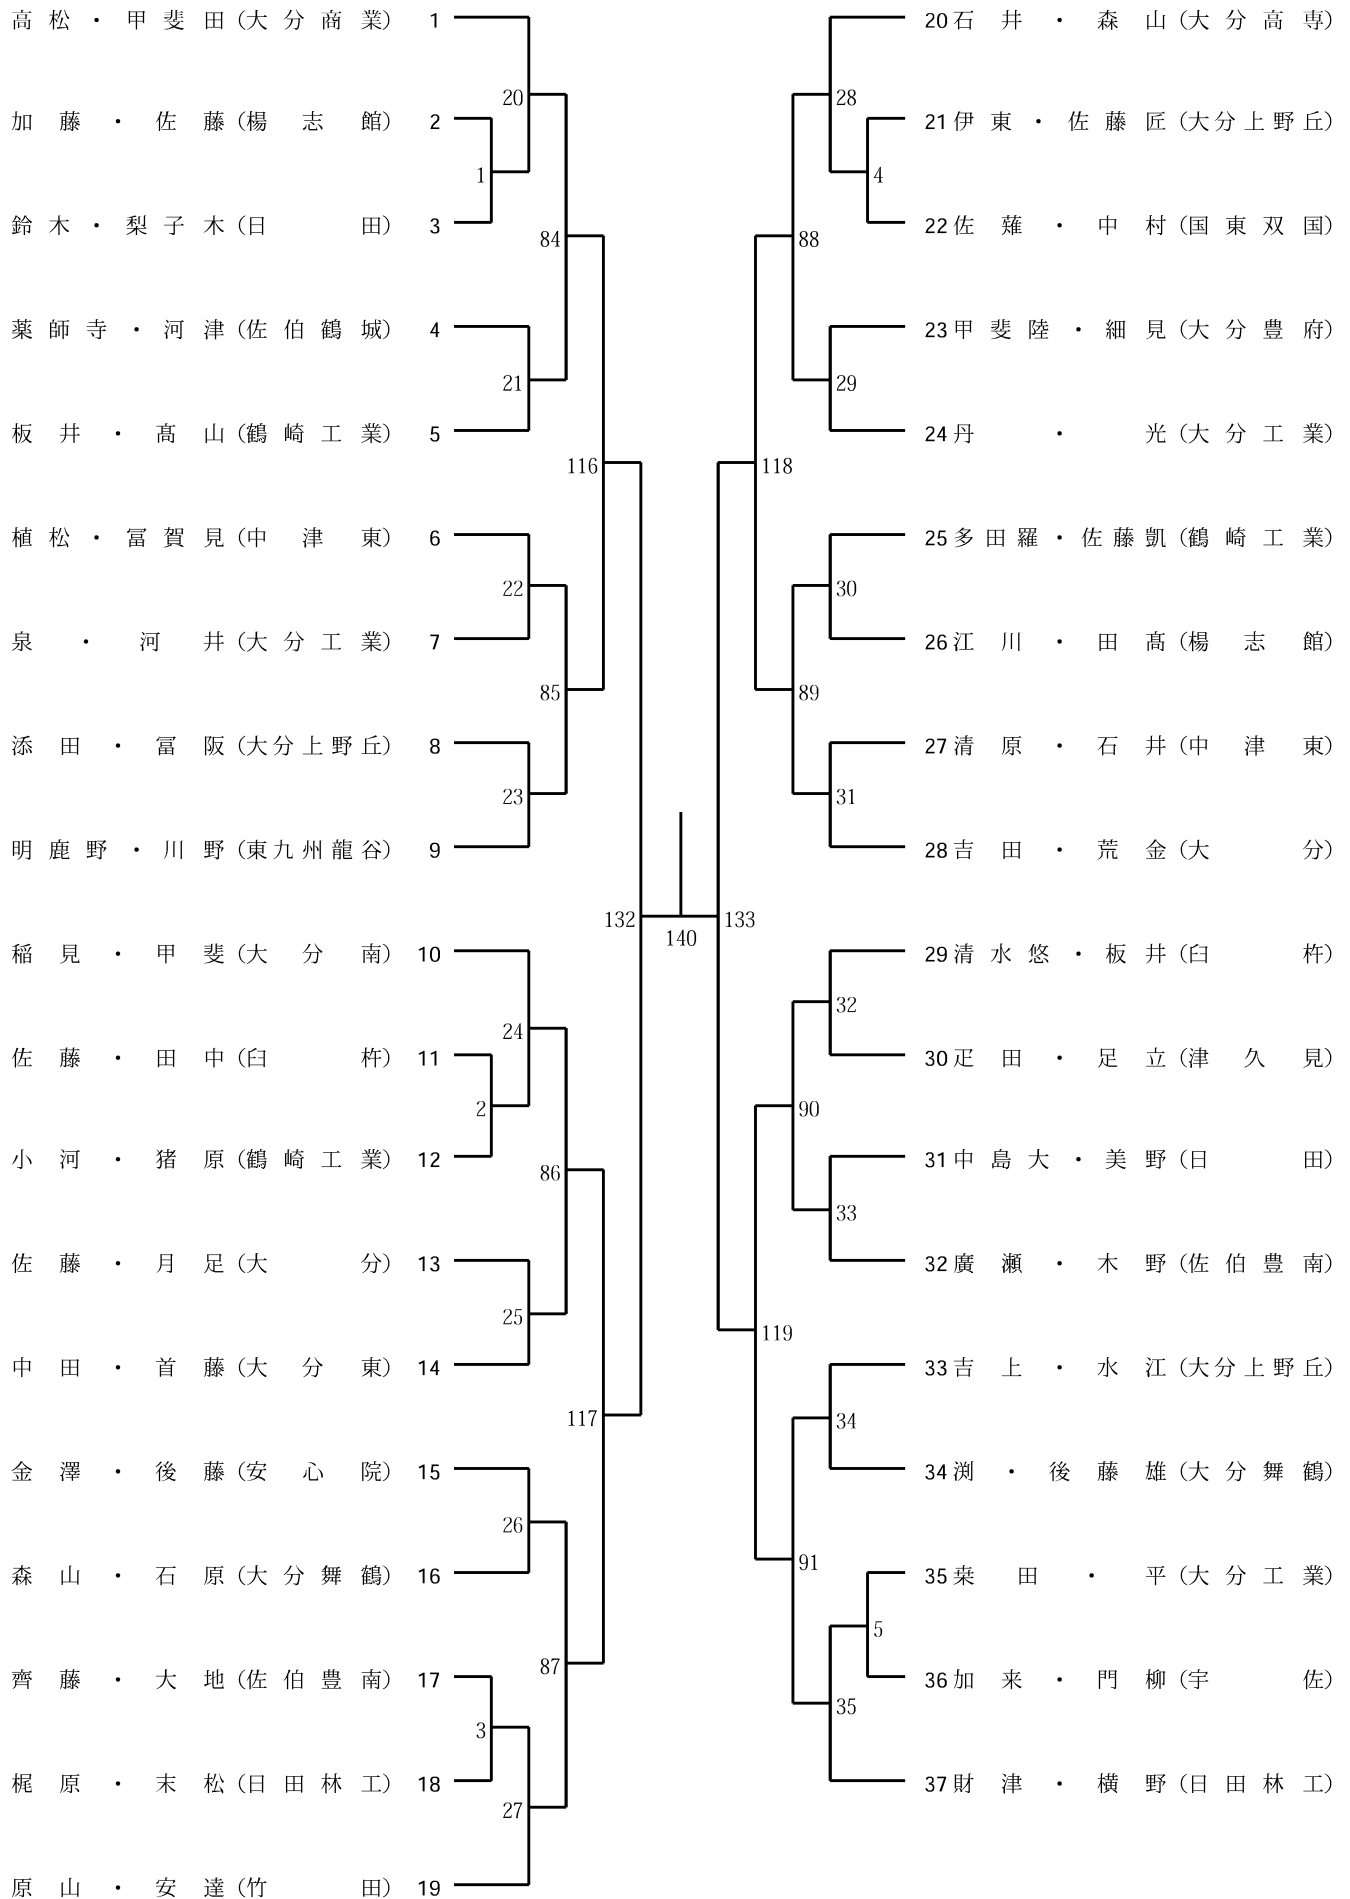 高松・甲斐田(大分商業) 1
加藤・佐藤(楊志館) 2
鈴木・梨子木(日田) 3
薬師寺・河津(佐伯鶴城) 4
板井・髙山(鶴崎工業) 5
植松・冨賀見(中津東) 6
泉・河井(大分工業) 7
添田・冨阪(大分上野丘) 8
明鹿野・川野(東九州龍谷) 9
稲見・甲斐(大分南) 10
佐藤・田中(臼杵) 11
小河・猪原(鶴崎工業) 12
佐藤・月足(大分) 13
中田・首藤(大分東) 14
金澤・後藤(安心院) 15
森山・石原(大分舞鶴) 16
齊藤・大地(佐伯豊南) 17
梶原・末松(日田林工) 18
原山・安達(竹田) 19
20
1
84
21
116
22
85
23
132
24
2
86
25
117
26
87
3
27
140
133
28
4
88
29
118
30
89
31
32
90
33
119
34
91
5
35
20 石井・森山(大分高専)
21 伊東・佐藤匠(大分上野丘)
22 佐薙・中村(国東双国)
23 甲斐陸・細見(大分豊府)
24 丹・光(大分工業)
25 多田羅・佐藤凱(鶴崎工業)
26 江川・田髙(楊志館)
27 清原・石井(中津東)
28 吉田・荒金(大分)
29 清水悠・板井(臼杵)
30 疋田・足立(津久見)
31 中島大・美野(日田)
32 廣瀬・木野(佐伯豊南)
33 吉上・水江(大分上野丘)
34 渕・後藤雄(大分舞鶴)
35 桒田・平(大分工業)
36 加来・門柳(宇佐)
37 財津・横野(日田林工)